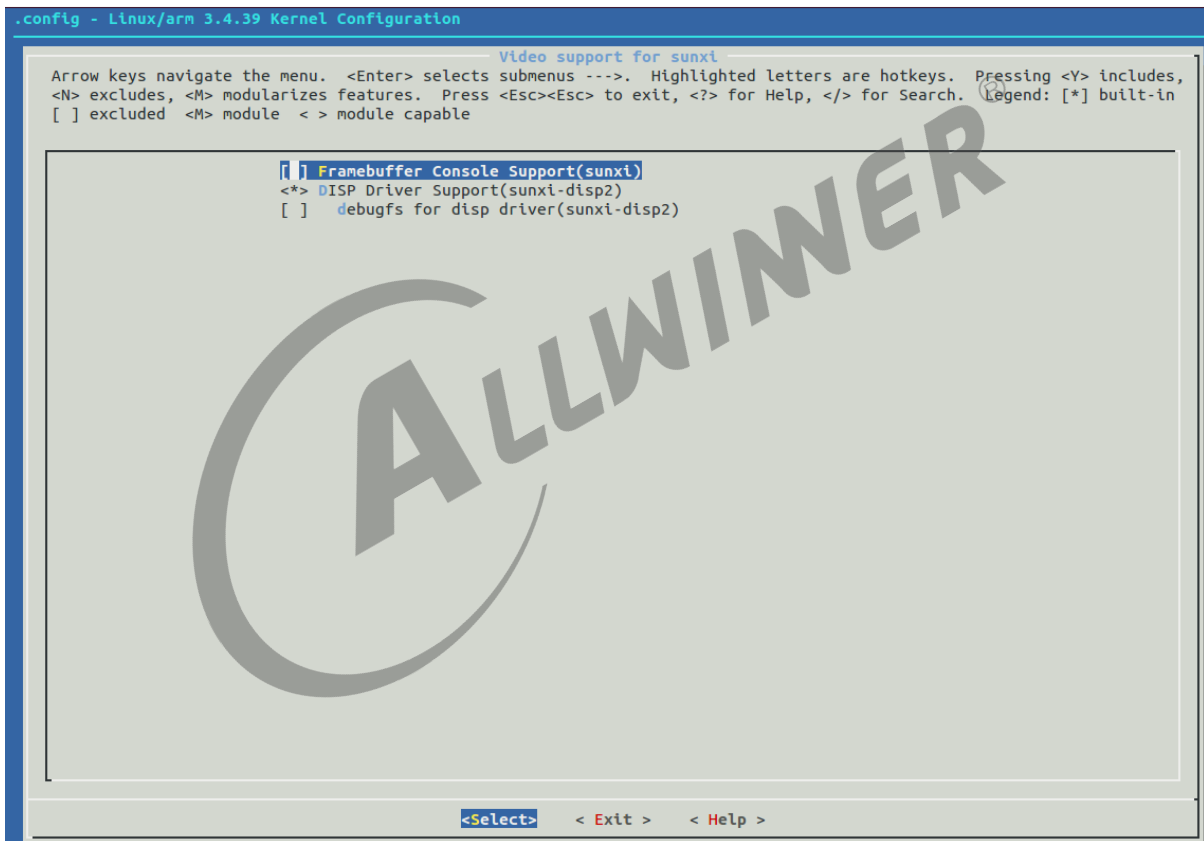 .config - Linux/arm 3.4.39 Kernel Configuration
Video support for sunxi
Arrow keys navigate the menu. <Enter> selects submenus --->. Highlighted letters are hotkeys. Pressing <Y> includes,
<N> excludes, <M> modularizes features. Press <Esc><Esc> to exit, <?> for Help, </> for Search. Legend: [*] built-in
[ ] excluded <M> module < > module capable
[ ] Framebuffer Console Support(sunxi)
<*> DISP Driver Support(sunxi-disp2)
[ ] debugfs for disp driver(sunxi-disp2)
ALLWINNER®
<Select> < Exit > < Help >